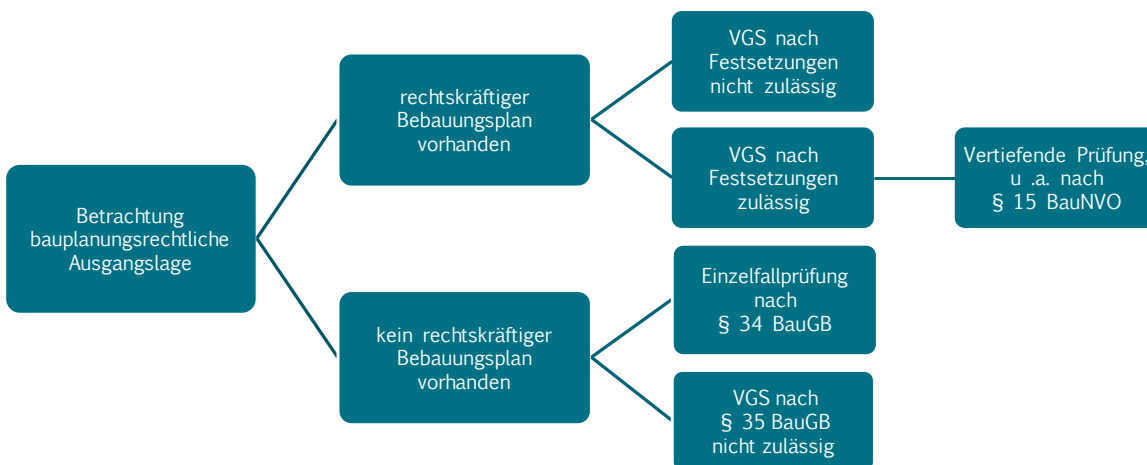 Betrachtung
bauplanungsrechtliche
Ausgangslage
rechtskräftiger
Bebauungsplan
vorhanden
VGS nach
Festsetzungen
nicht zulässig
VGS nach
Festsetzungen
zulässig
Vertiefende Prüfung,
u .a. nach
§ 15 BauNVO
kein rechtskräftiger
Bebauungsplan
vorhanden
Einzelfallprüfung
nach
§ 34 BauGB
VGS nach
§ 35 BauGB
nicht zulässig